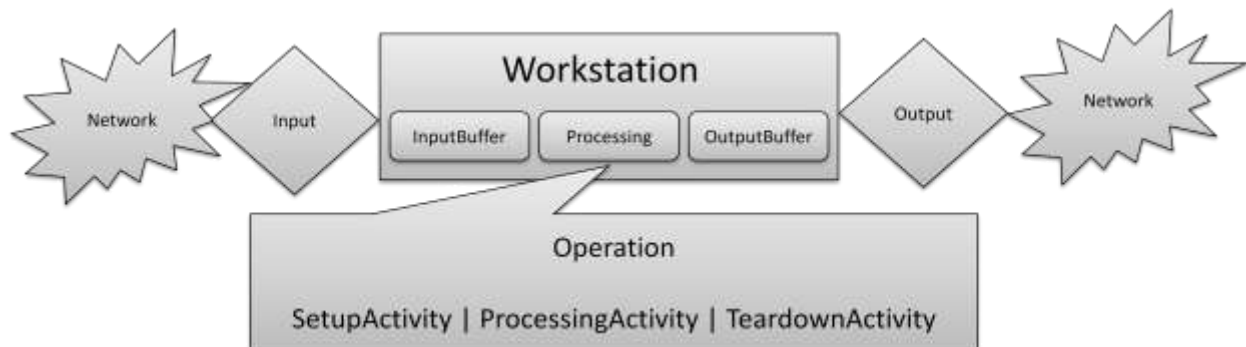 Workstation
Network
Input
InputBuffer
Processing
OutputBuffer
Output
Network
Operation
SetupActivity | ProcessingActivity | TeardownActivity